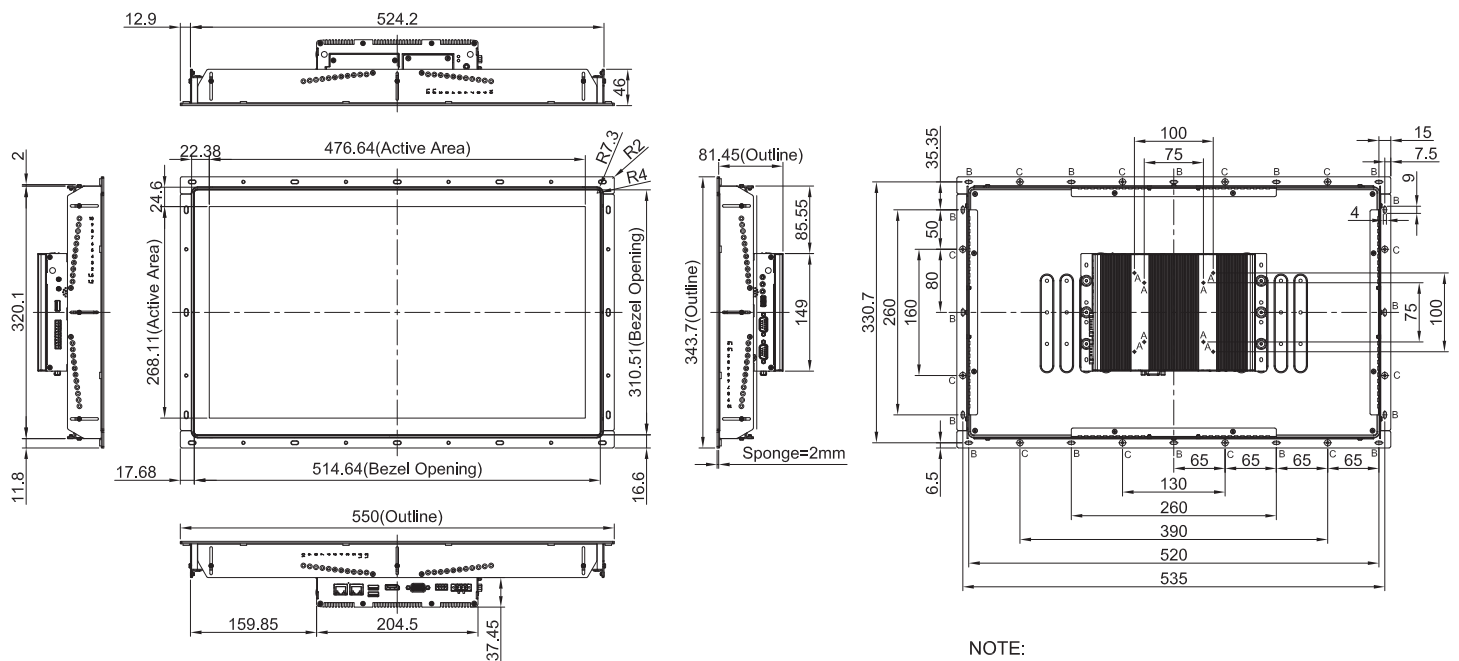 12.9
524.2
46
2
22.38
476.64(Active Area)
R7.3
R2
R4
24.6
320.1
268.11(Active Area)
310.51(Bezel Opening)
11.8
17.68
514.64(Bezel Opening)
16.6
550(Outline)
159.85
204.5
37.45
81.45(Outline)
85.55
343.7(Outline)
149
Sponge=2mm
100
75
15
7.5
35.35
9
4
B C B C B C B C B
B
B
50
C
C
80
A A
A A
330.7
260
160
75
100
B
B
A A
A A
C
C
B
B
6.5
B C B C B C B C B
65 65 65 65
130
260
390
520
535
NOTE: